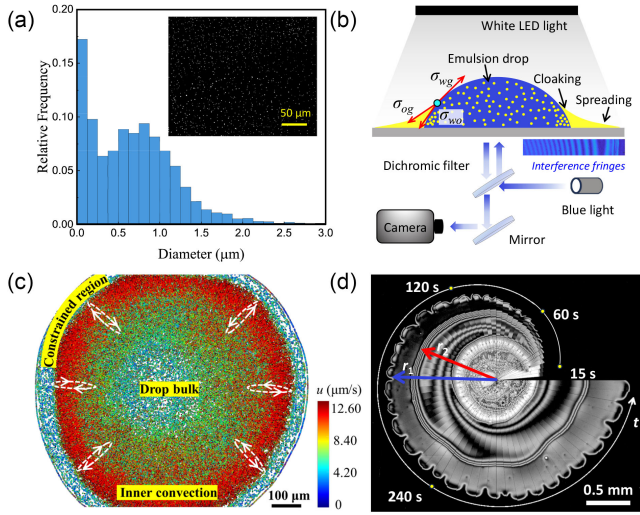 (a)
0.20
0.15
0.10
0.05
0.00
Relative Frequency
50 μm
0.0 0.5 1.0 1.5 2.0 2.5 3.0
Diameter (μm)
(b)
White LED light
Emulsion drop
σwg
Cloaking
σog
Spreading
σwo
Dichromic filter
Interference fringes
Blue light
Camera
Mirror
(c)
Constrained region
Drop bulk
Inner convection
u (μm/s)
12.60
8.40
4.20
0
100 μm
(d)
120 s
60 s
15 s
r1
r2
t
240 s
0.5 mm